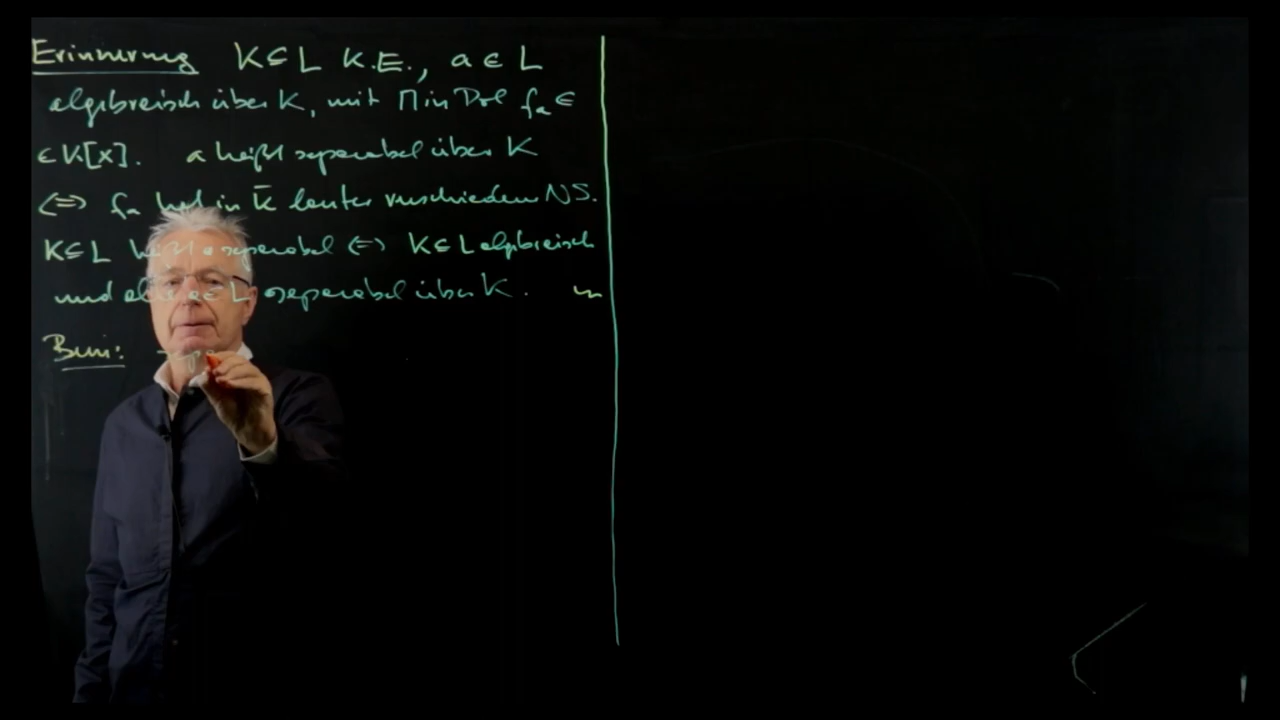 Erinnerung K ⊆ L K.E., a ∈ L
algebraisch über K, mit MinPol fₐ ∈
∈ K[x]. a heißt separabel über K
⇔ fₐ hat in K̄ lauter verschiedene NS.
K ⊆ L heißt separabel ⇔ K ⊆ L algebraisch
und alle a ∈ L separabel über K.
Bem: